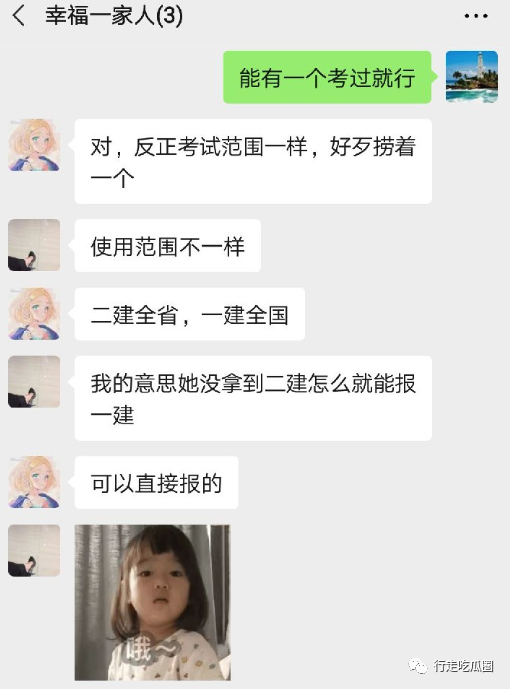 幸福一家人(3)
能有一个考过就行
对，反正考试范围一样，好歹捞着
一个
使用范围不一样
二建全省，一建全国
我的意思她没拿到二建怎么就能报
一建
可以直接报的
哦～
行走吃瓜圈